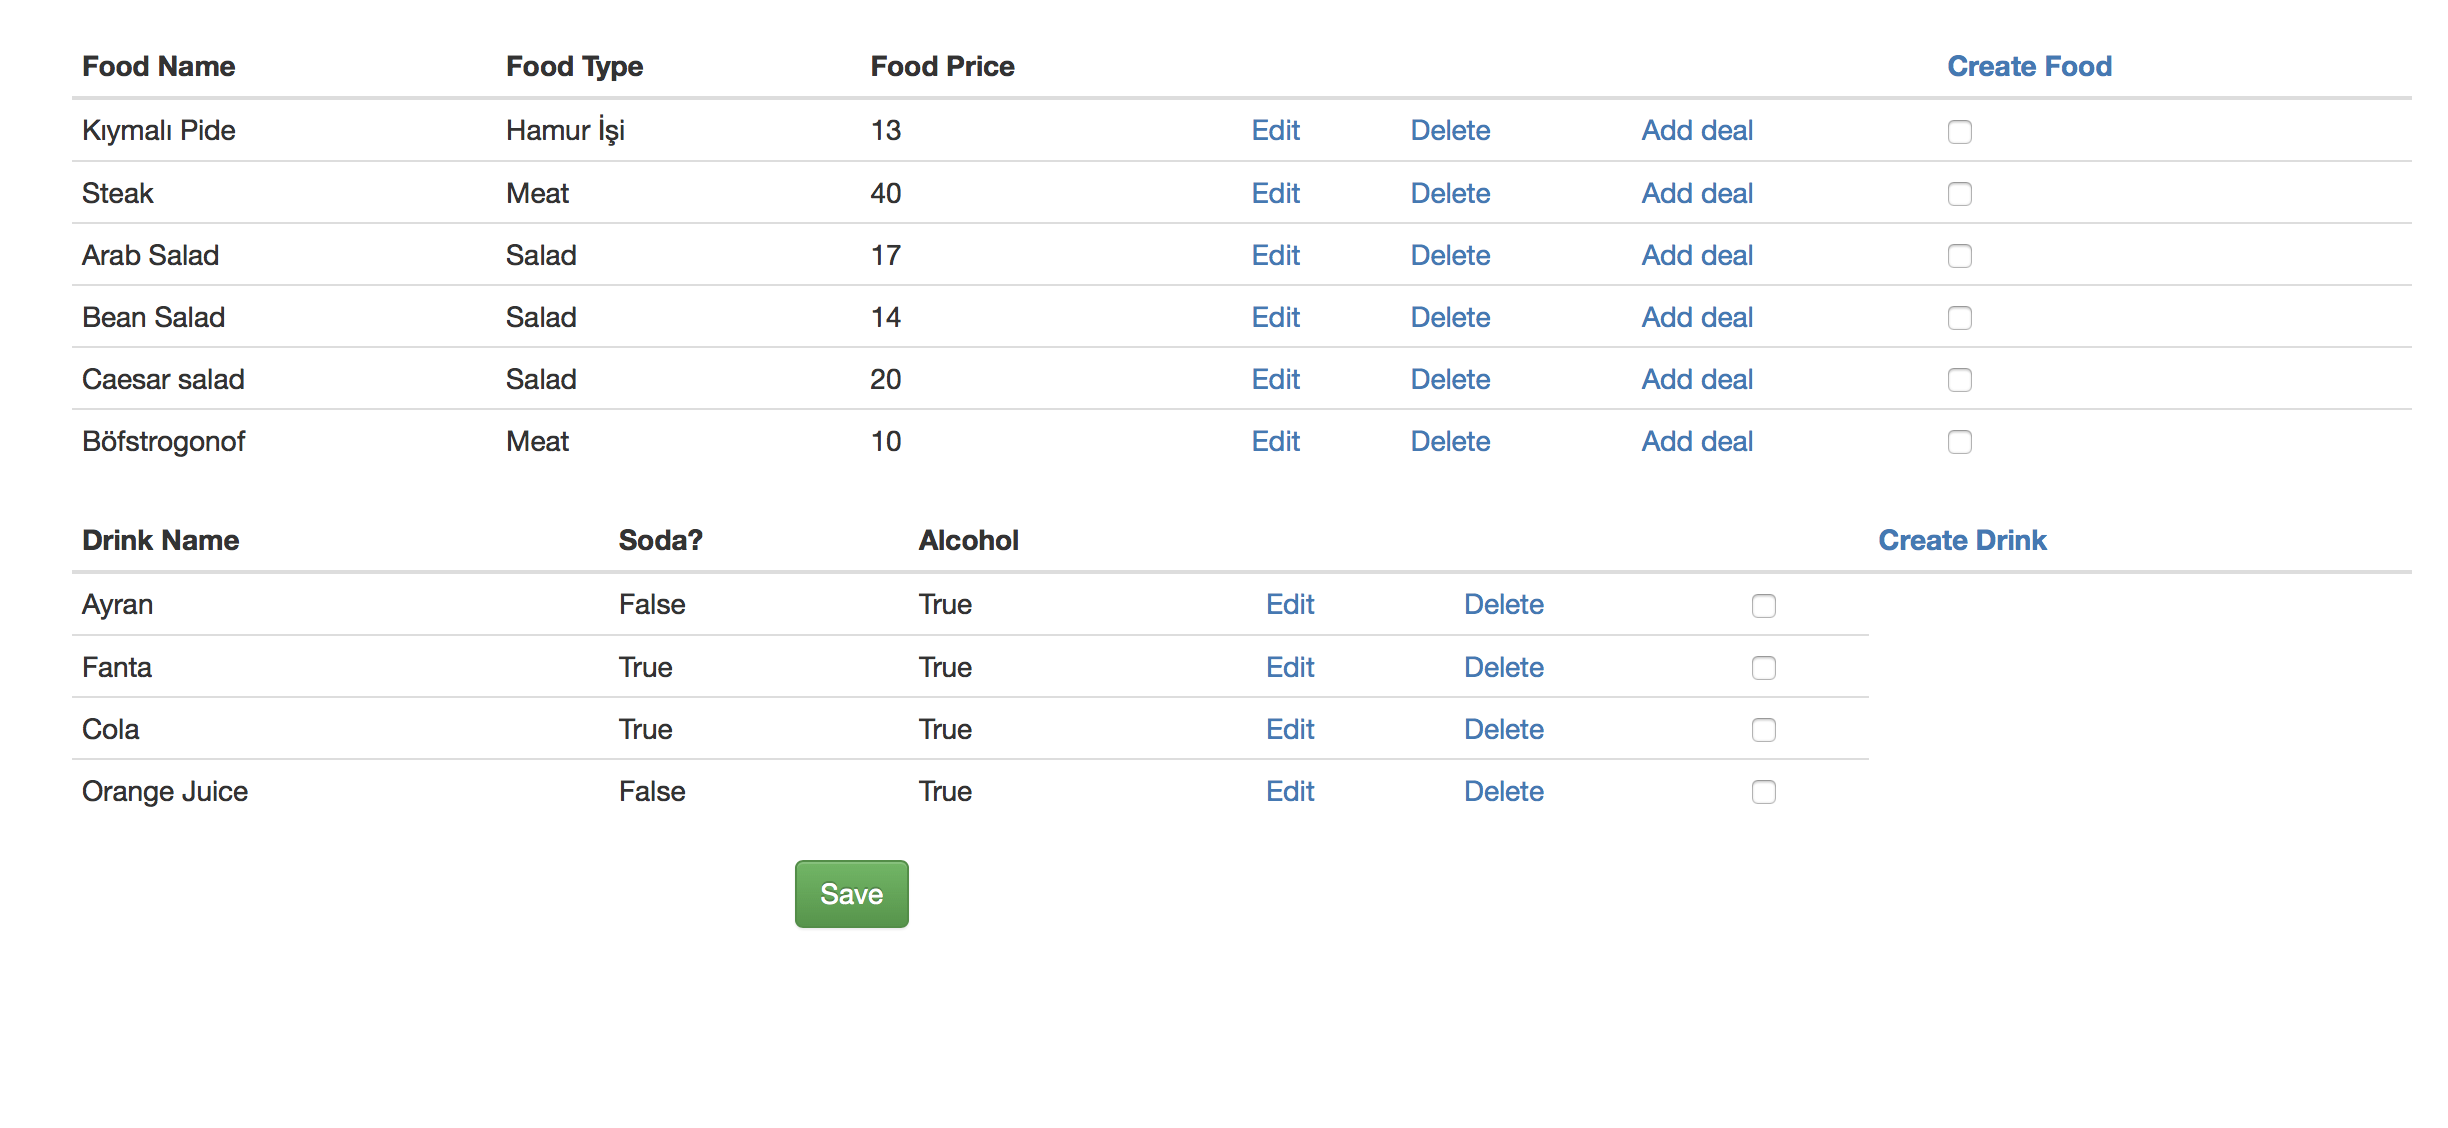 Food Name Food Type Food Price Create Food
Kıymalı Pide Hamur İşi 13 Edit Delete Add deal
Steak Meat 40 Edit Delete Add deal
Arab Salad Salad 17 Edit Delete Add deal
Bean Salad Salad 14 Edit Delete Add deal
Caesar salad Salad 20 Edit Delete Add deal
Böfstrogonof Meat 10 Edit Delete Add deal
Drink Name Soda? Alcohol Create Drink
Ayran False True Edit Delete
Fanta True True Edit Delete
Cola True True Edit Delete
Orange Juice False True Edit Delete
Save